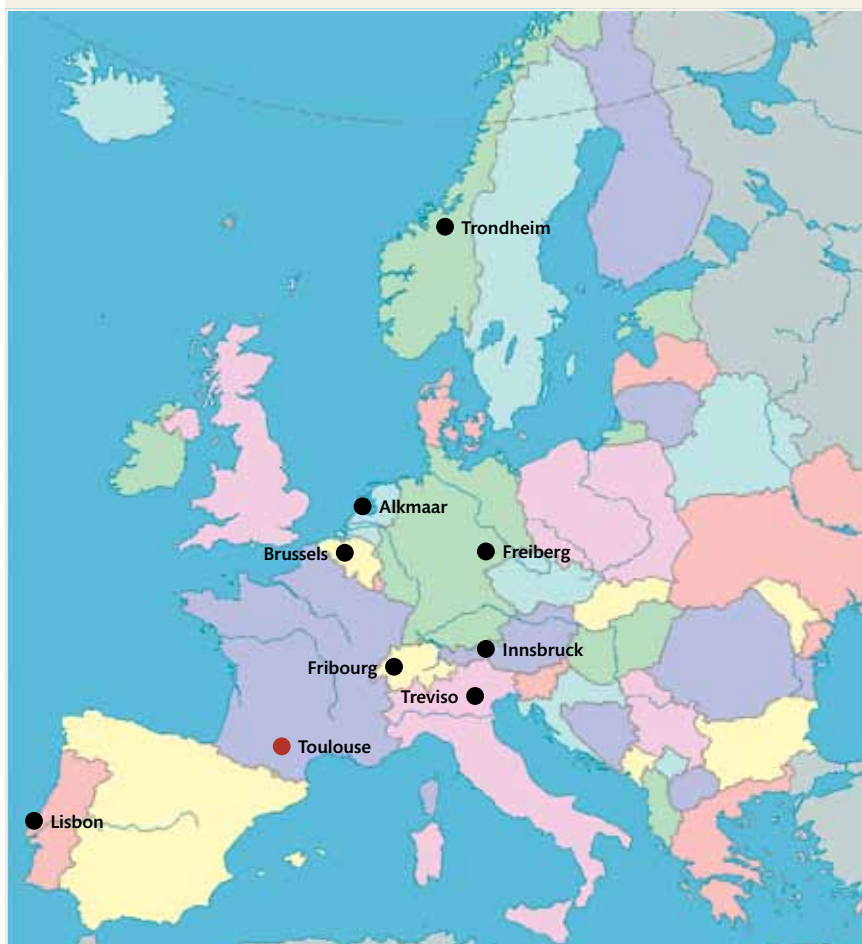 Trondheim
Alkmaar
Brussels
Freiberg
Innsbruck
Fribourg
Treviso
Toulouse
Lisbon